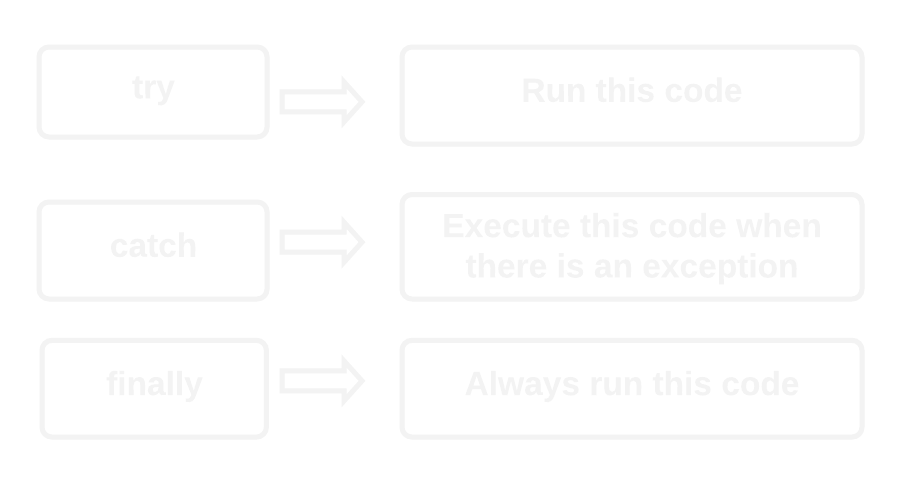 try
Run this code
catch
Execute this code when
there is an exception
finally
Always run this code